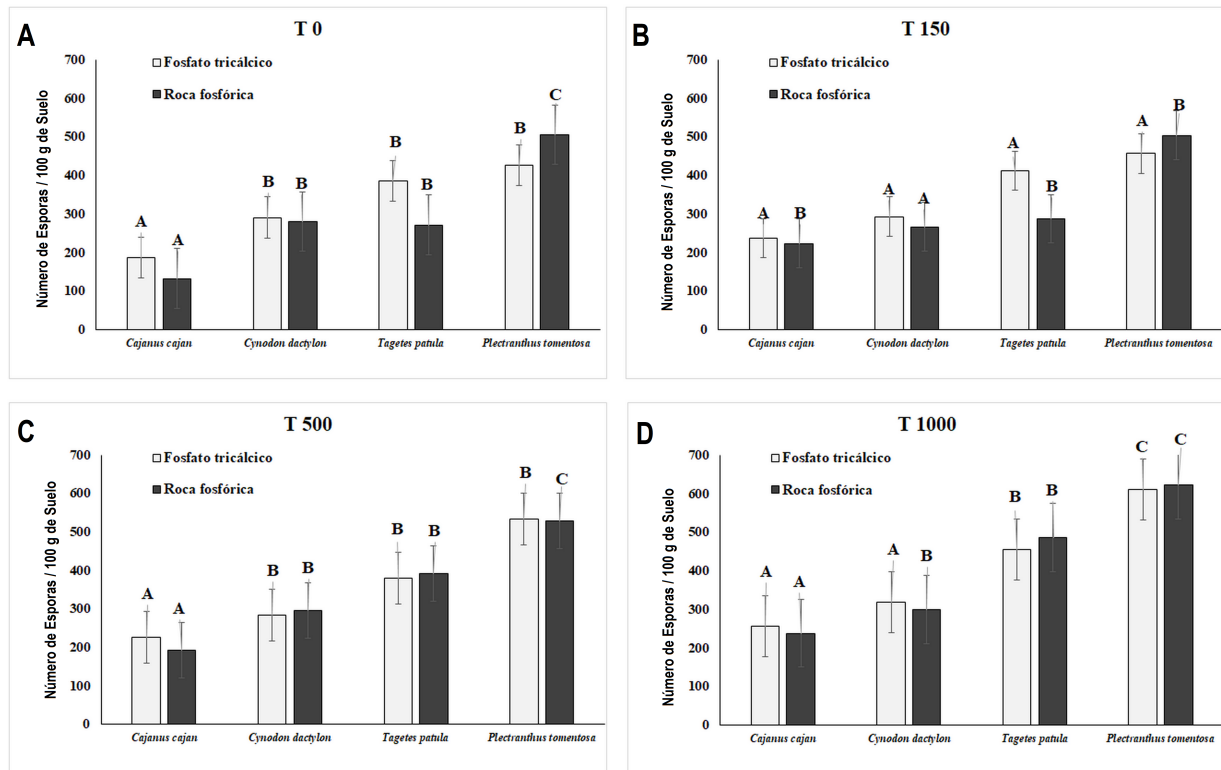 A
T 0
Número de Esporas / 100 g de Suelo
700
600
500
400
300
200
100
0
Fosfato tricálcico
Roca fosfórica
A
A
B
B
B
B
B
C
Cajanus cajan
Cynodon dactylon
Tagetes patula
Plectranthus tomentosa
B
T 150
Número de Esporas / 100 g de Suelo
700
600
500
400
300
200
100
0
Fosfato tricálcico
Roca fosfórica
A
B
A
A
A
B
A
B
Cajanus cajan
Cynodon dactylon
Tagetes patula
Plectranthus tomentosa
C
T 500
Número de Esporas / 100 g de Suelo
700
600
500
400
300
200
100
0
Fosfato tricálcico
Roca fosfórica
A
A
B
B
B
B
B
C
Cajanus cajan
Cynodon dactylon
Tagetes patula
Plectranthus tomentosa
D
T 1000
Número de Esporas / 100 g de Suelo
700
600
500
400
300
200
100
0
Fosfato tricálcico
Roca fosfórica
A
A
A
B
B
B
C
C
Cajanus cajan
Cynodon dactylon
Tagetes patula
Plectranthus tomentosa